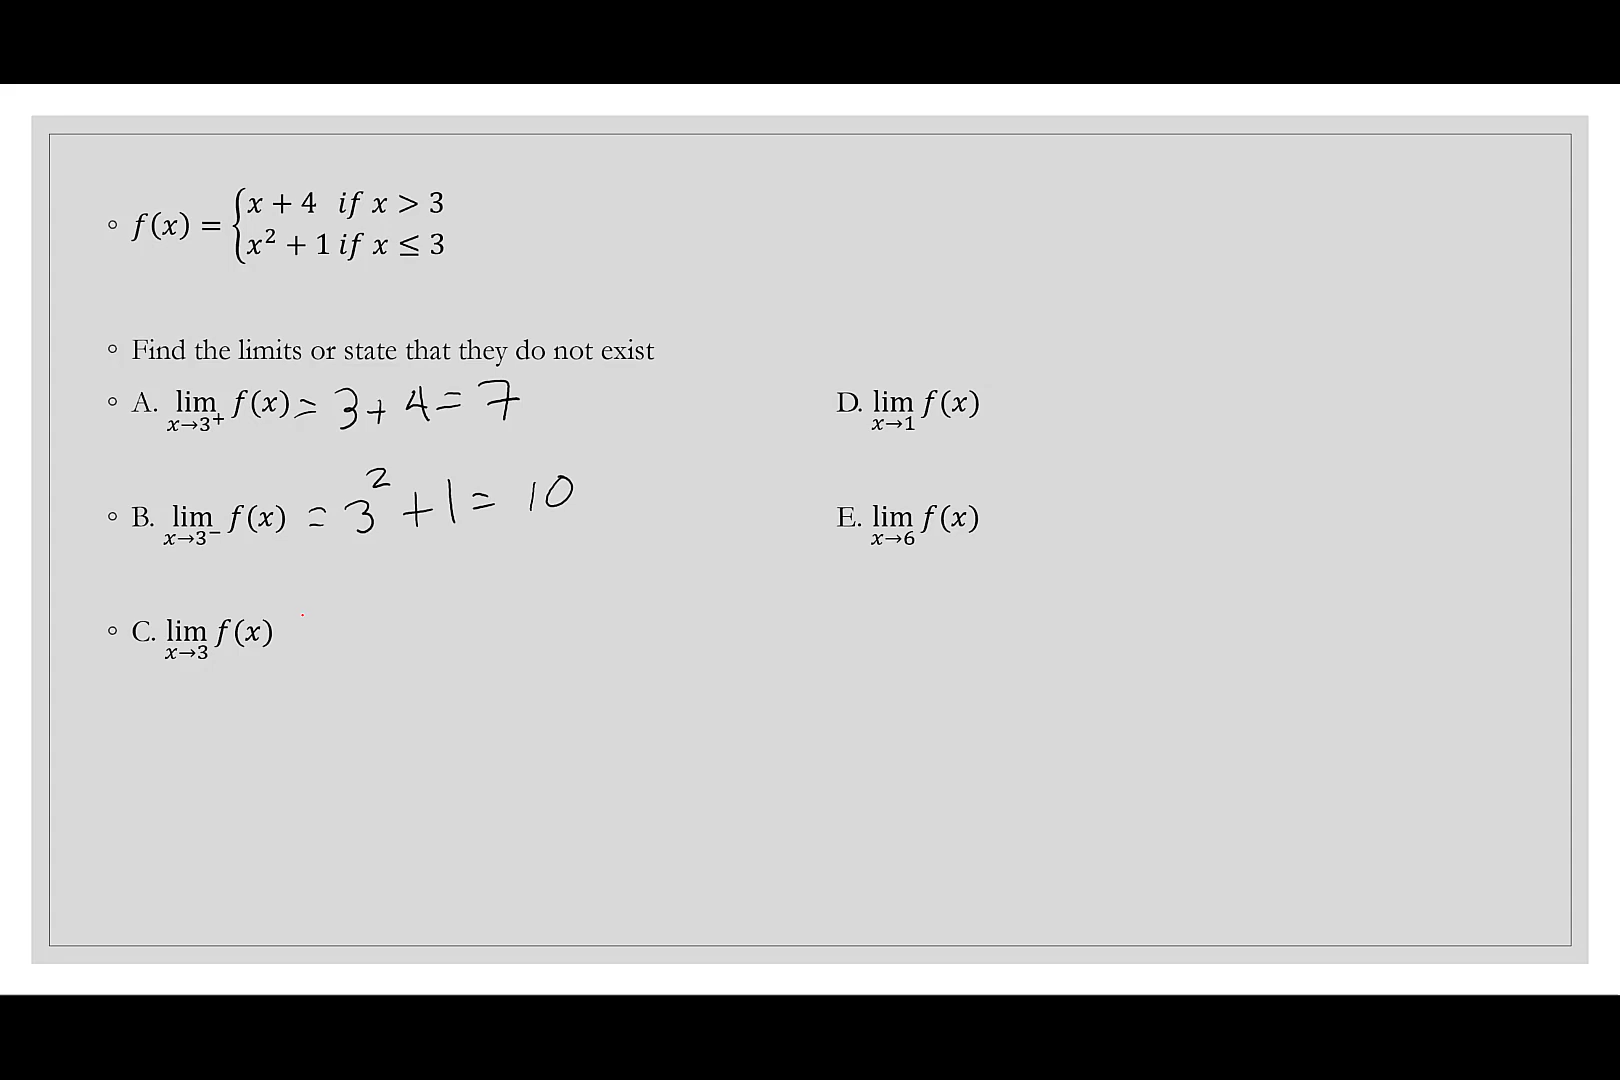 ◦ f(x) = { x + 4 if x > 3
x² + 1 if x ≤ 3
◦ Find the limits or state that they do not exist
◦ A. lim x→3⁺ f(x) = 3 + 4 = 7
◦ B. lim x→3⁻ f(x) = 3² + 1 = 10
◦ C. lim x→3 f(x)
D. lim x→1 f(x)
E. lim x→6 f(x)